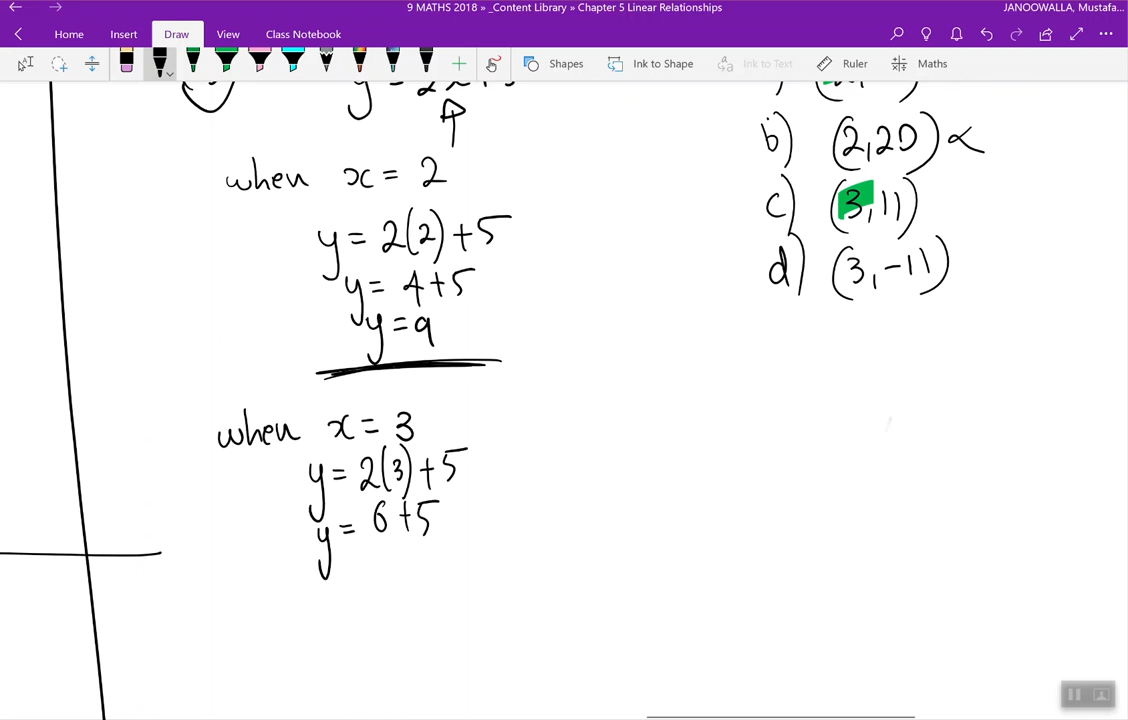 9 MATHS 2018 » _Content Library » Chapter 5 Linear Relationships
JANOOWALLA, Mustafa...
Home Insert Draw View Class Notebook
Shapes Ink to Shape Ink to Text Ruler Maths
when x = 2
y = 2(2) + 5
y = 4+5
y = 9
when x = 3
y = 2(3) + 5
y = 6 + 5
b) (2,20) ×
c) (3,11)
d) (3,-11)